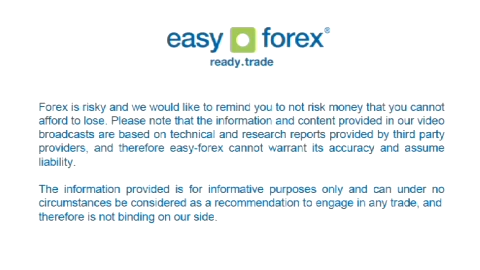 easy forex®
ready.trade
Forex is risky and we would like to remind you to not risk money that you cannot
afford to lose. Please note that the information and content provided in our video
broadcasts are based on technical and research reports provided by third party
providers, and therefore easy-forex cannot warrant its accuracy and assume
liability.
The information provided is for informative purposes only and can under no
circumstances be considered as a recommendation to engage in any trade, and
therefore is not binding on our side.